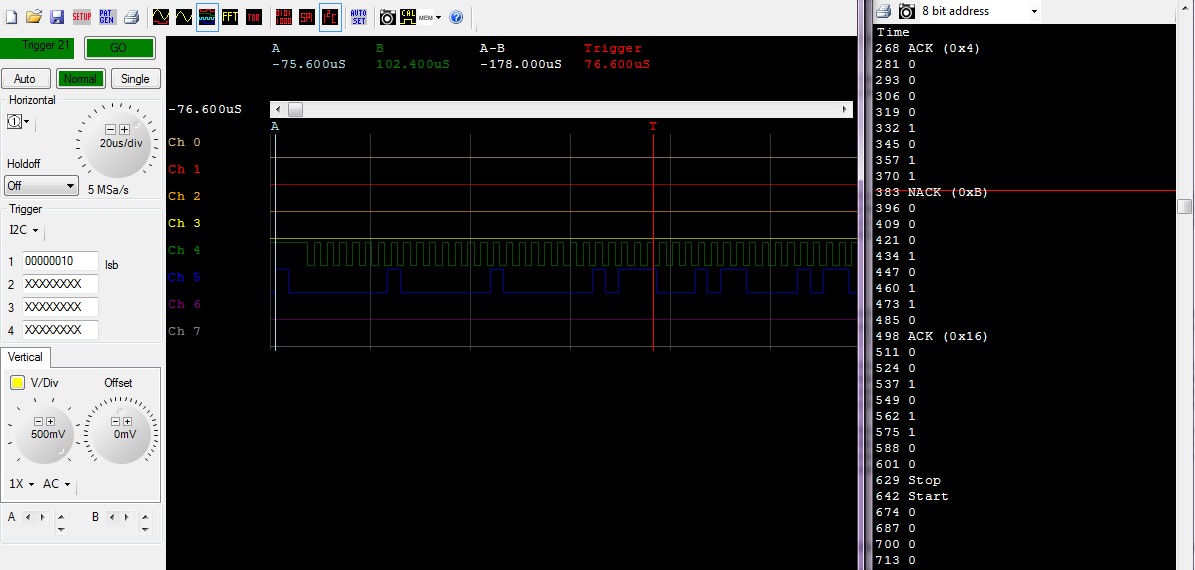 SETUP PAT GEN FFT TDR 0101 1000 SPI I²C AUTO SET CAL MEM ?
Trigger 21 GO
Auto Normal Single
Horizontal
1
20us/div
Holdoff
Off
5 MSa/s
Trigger
I2C
1 00000010 lsb
2 XXXXXXXX
3 XXXXXXXX
4 XXXXXXXX
Vertical
V/Div Offset
500mV 0mV
1X AC
A B
A B A-B Trigger
-75.600uS 102.400uS -178.000uS 76.600uS
-76.600uS
A T
Ch 0
Ch 1
Ch 2
Ch 3
Ch 4
Ch 5
Ch 6
Ch 7
8 bit address
Time
268 ACK (0x4)
281 0
293 0
306 0
319 0
332 1
345 0
357 1
370 1
383 NACK (0xB)
396 0
409 0
421 0
434 1
447 0
460 1
473 1
485 0
498 ACK (0x16)
511 0
524 0
537 1
549 0
562 1
575 1
588 0
601 0
629 Stop
642 Start
674 0
687 0
700 0
713 0